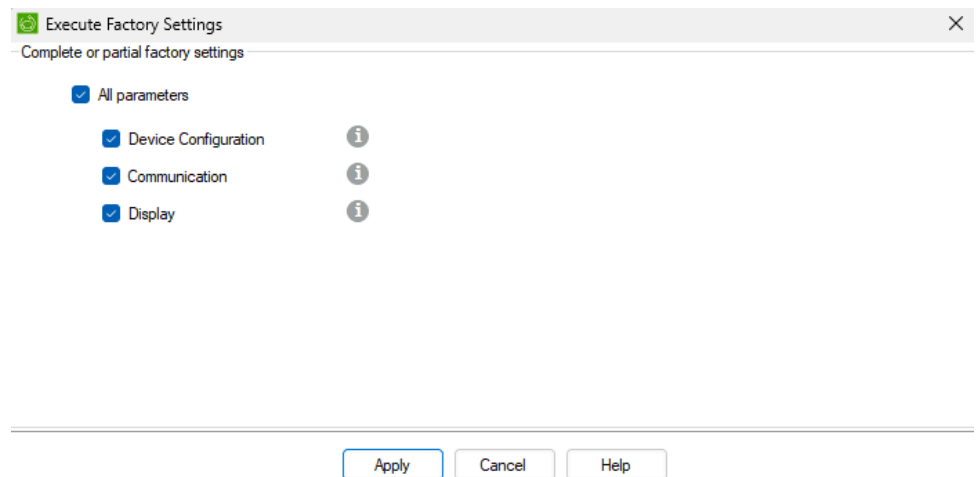 Execute Factory Settings
Complete or partial factory settings
All parameters
Device Configuration
Communication
Display
Apply Cancel Help